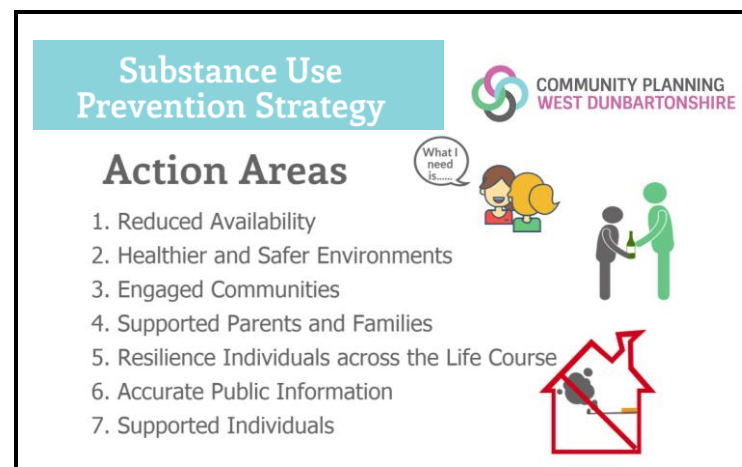 Substance Use
Prevention Strategy
COMMUNITY PLANNING
WEST DUNBARTONSHIRE
Action Areas
What I
need
is......
1. Reduced Availability
2. Healthier and Safer Environments
3. Engaged Communities
4. Supported Parents and Families
5. Resilience Individuals across the Life Course
6. Accurate Public Information
7. Supported Individuals